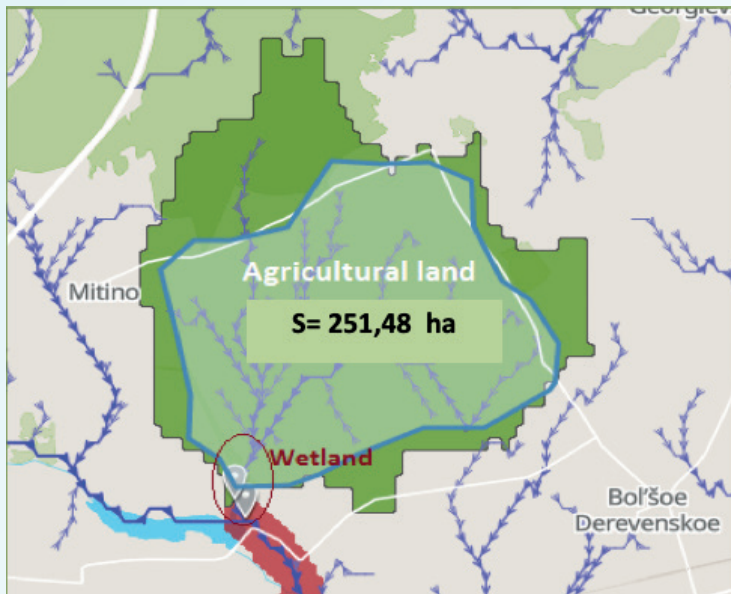 Agricultural land
Mitino
S= 251,48 ha
Wetland
Bol'šoe
Derevenskoe